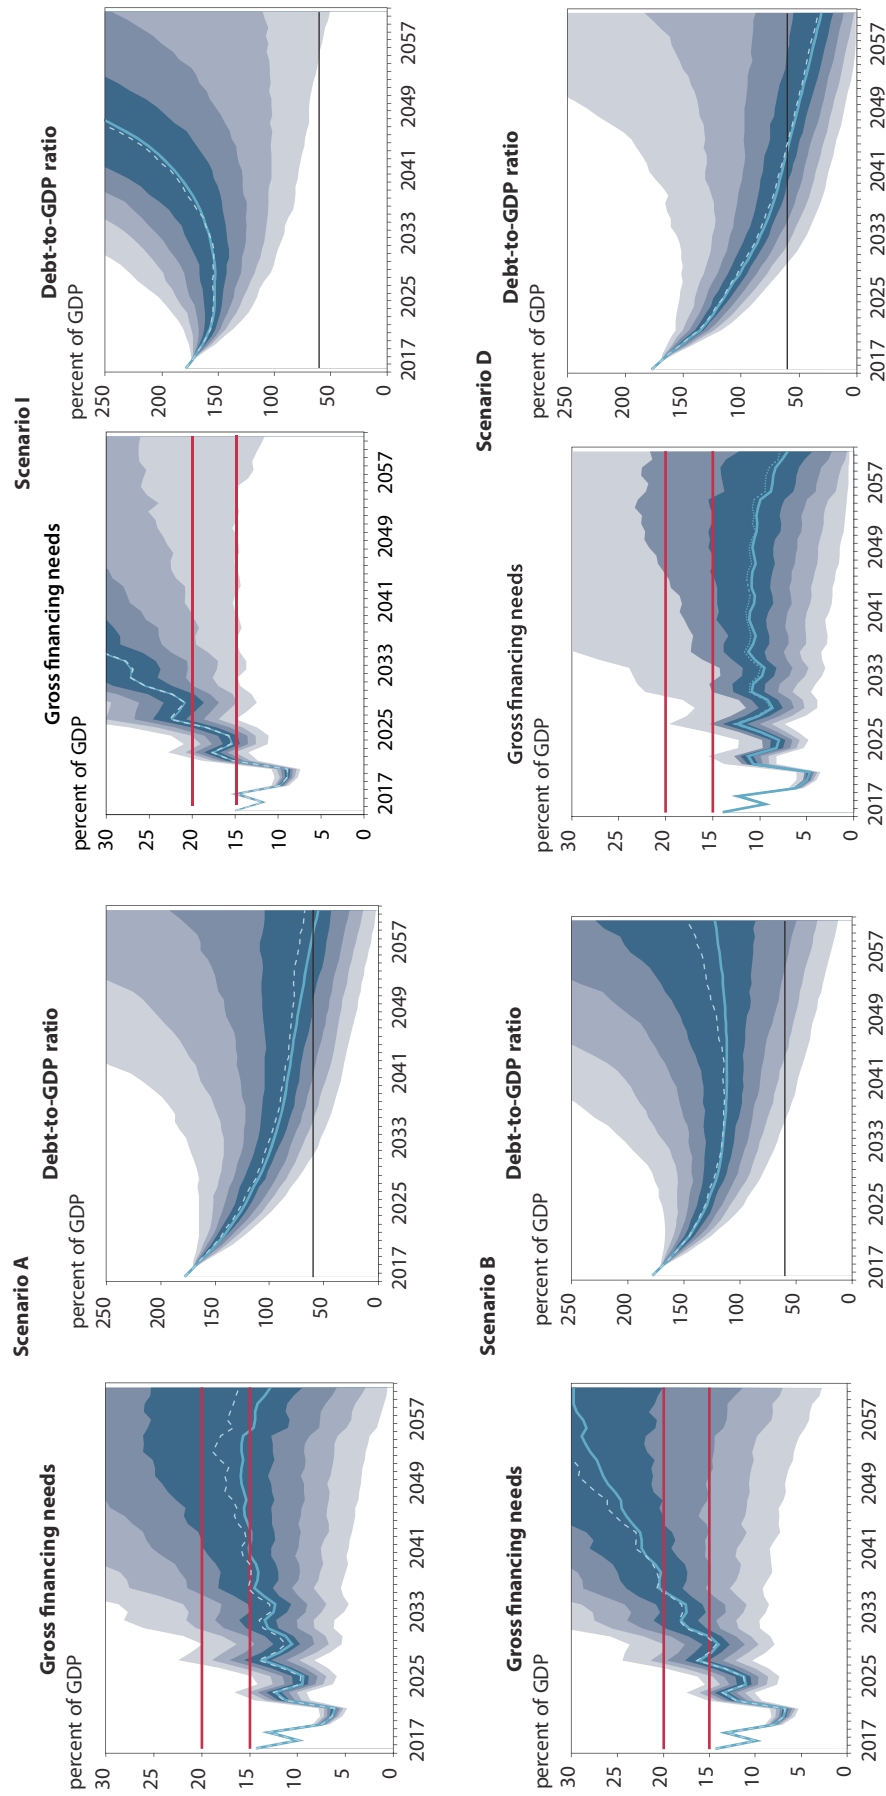 Scenario A
Gross financing needs
percent of GDP
30
25
20
15
10
5
0
2017 2025 2033 2041 2049 2057
Debt-to-GDP ratio
percent of GDP
250
200
150
100
50
0
2017 2025 2033 2041 2049 2057
Scenario I
Gross financing needs
percent of GDP
30
25
20
15
10
5
0
2017 2025 2033 2041 2049 2057
Debt-to-GDP ratio
percent of GDP
250
200
150
100
50
0
2017 2025 2033 2041 2049 2057
Scenario B
Gross financing needs
percent of GDP
30
25
20
15
10
5
0
2017 2025 2033 2041 2049 2057
Debt-to-GDP ratio
percent of GDP
250
200
150
100
50
0
2017 2025 2033 2041 2049 2057
Scenario D
Gross financing needs
percent of GDP
30
25
20
15
10
5
0
2017 2025 2033 2041 2049 2057
Debt-to-GDP ratio
percent of GDP
250
200
150
100
50
0
2017 2025 2033 2041 2049 2057